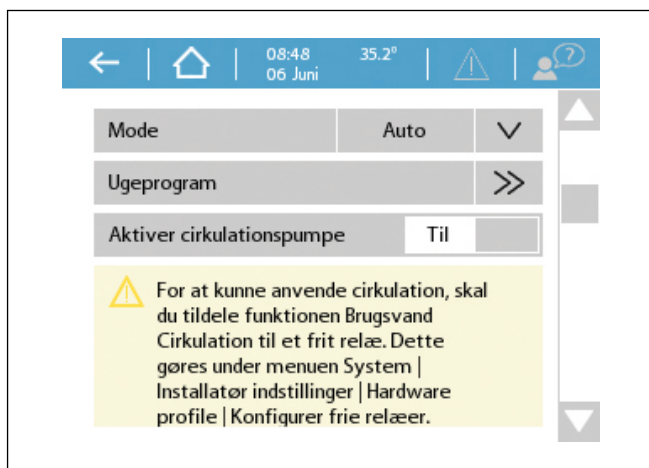 08:48 35.2°
06 Juni
?
Mode Auto
Ugeprogram
Aktiver cirkulationspumpe Til
For at kunne anvende cirkulation, skal
du tildele funktionen Brugsvand
Cirkulation til et frit relæ. Dette
gøres under menuen System |
Installatør indstillinger | Hardware
profile | Konfigurer frie relæer.